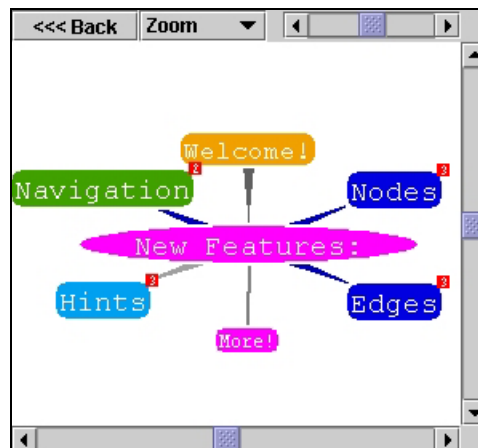 <<< Back
Zoom
Welcome!
Navigation
2
Nodes
3
New Features:
Hints
3
Edges
3
More!